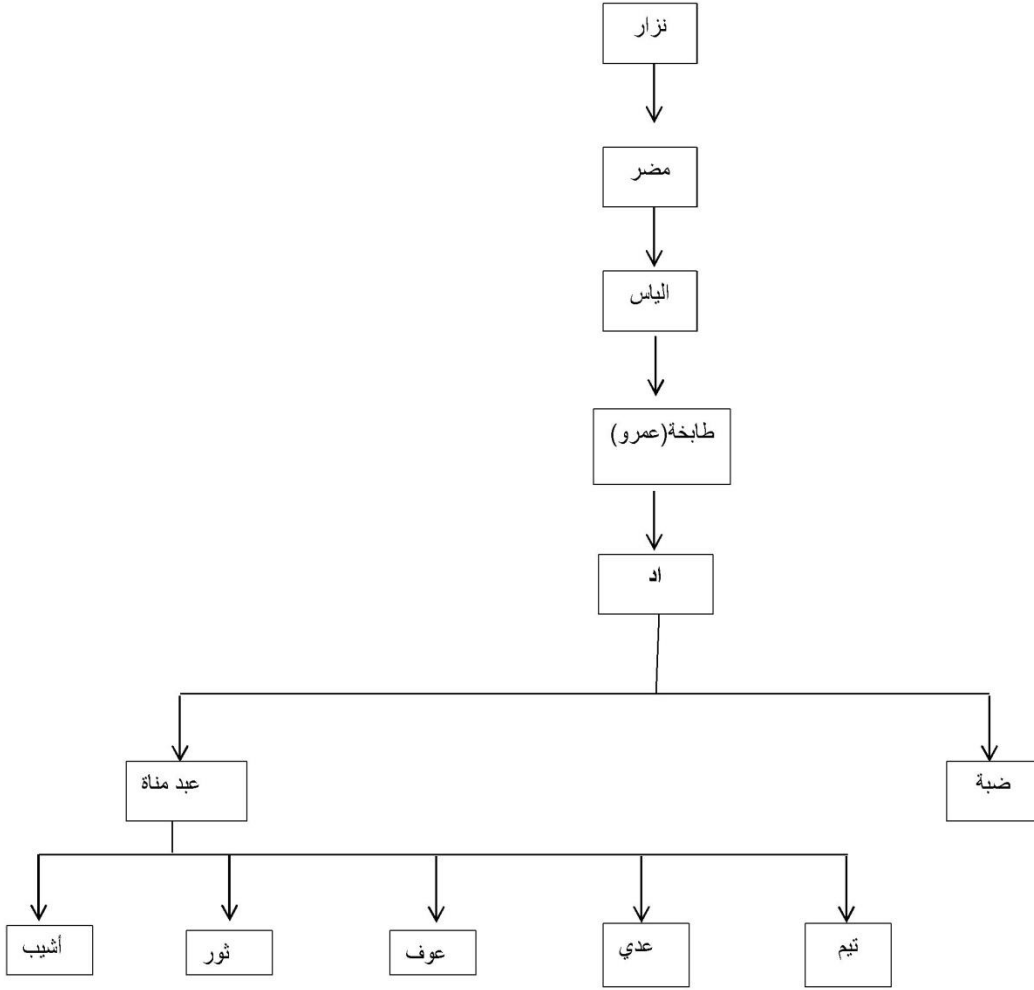 نزار
مضر
الياس
طابخة(عمرو)
اد
ضبة
عبد مناة
تيم
عدي
عوف
ثور
أشيب